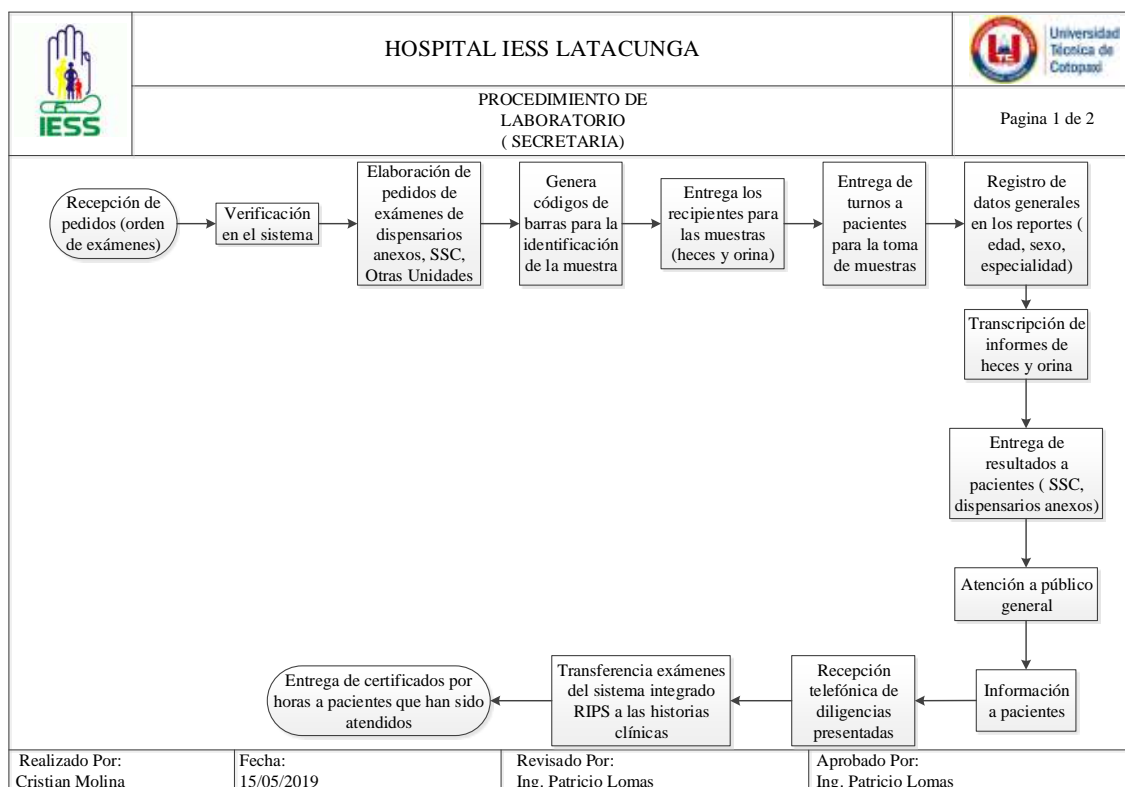 IESS
HOSPITAL IESS LATACUNGA
Universidad
Técnica de
Cotopaxi
PROCEDIMIENTO DE
LABORATORIO
( SECRETARIA)
Pagina 1 de 2
Recepción de
pedidos (orden
de exámenes)
Verificación
en el sistema
Elaboración de
pedidos de
exámenes de
dispensarios
anexos, SSC,
Otras Unidades
Genera
códigos de
barras para la
identificación
de la muestra
Entrega los
recipientes para
las muestras
(heces y orina)
Entrega de
turnos a
pacientes
para la toma
de muestras
Registro de
datos generales
en los reportes (
edad, sexo,
especialidad)
Transcripción de
informes de
heces y orina
Entrega de
resultados a
pacientes ( SSC,
dispensarios anexos)
Atención a público
general
Información
a pacientes
Recepción
telefónica de
diligencias
presentadas
Transferencia exámenes
del sistema integrado
RIPS a las historias
clínicas
Entrega de certificados por
horas a pacientes que han sido
atendidos
Realizado Por:
Cristian Molina
Fecha:
15/05/2019
Revisado Por:
Ing. Patricio Lomas
Aprobado Por:
Ing. Patricio Lomas